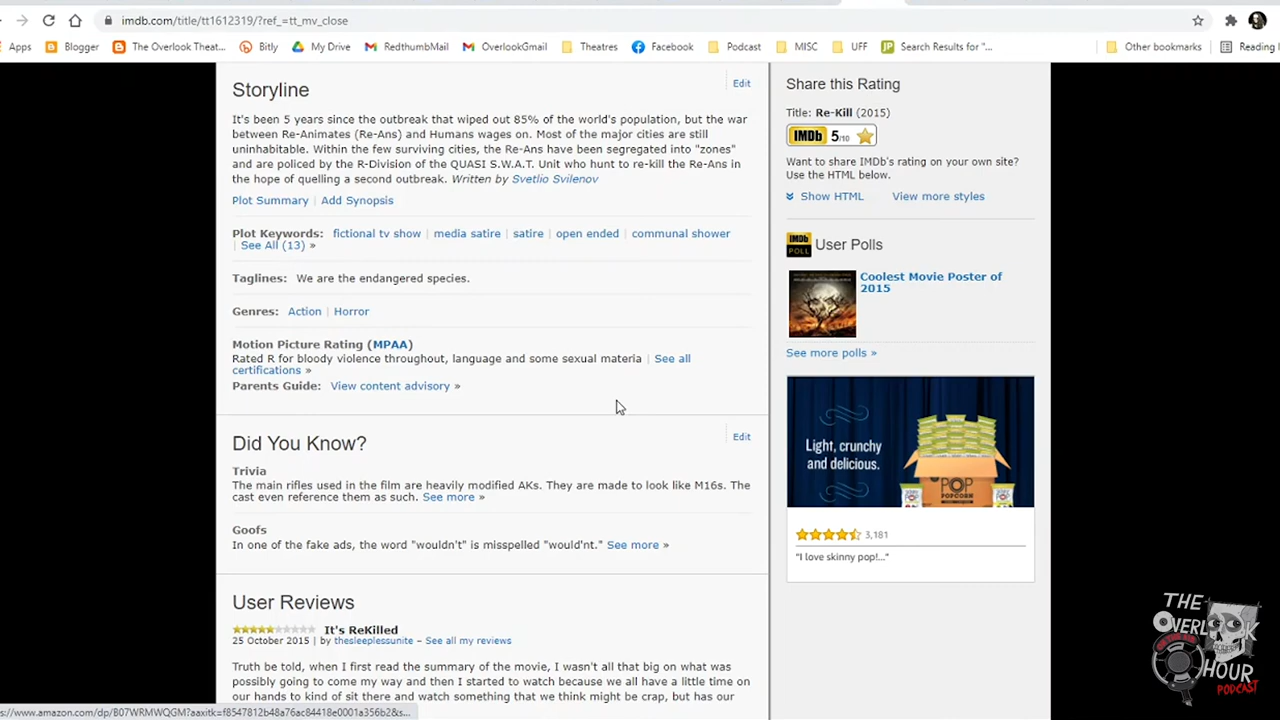 imdb.com/title/tt1612319/?ref_=tt_mv_close
Apps Blogger The Overlook Theat... Bitly My Drive RedthumbMail OverlookGmail Theatres Facebook Podcast MISC UFF Search Results for "... Other bookmarks Reading l
Storyline
Edit
It's been 5 years since the outbreak that wiped out 85% of the world's population, but the war
between Re-Animates (Re-Ans) and Humans wages on. Most of the major cities are still
uninhabitable. Within the few surviving cities, the Re-Ans have been segregated into "zones"
and are policed by the R-Division of the QUASI S.W.A.T. Unit who hunt to re-kill the Re-Ans in
the hope of quelling a second outbreak. Written by Svetlio Svilenov
Plot Summary | Add Synopsis
Plot Keywords: fictional tv show | media satire | satire | open ended | communal shower
| See All (13) »
Taglines: We are the endangered species.
Genres: Action | Horror
Motion Picture Rating (MPAA)
Rated R for bloody violence throughout, language and some sexual materia | See all
certifications »
Parents Guide: View content advisory »
Did You Know?
Edit
Trivia
The main rifles used in the film are heavily modified AKs. They are made to look like M16s. The
cast even reference them as such. See more »
Goofs
In one of the fake ads, the word "wouldn't" is misspelled "would'nt." See more »
User Reviews
It's ReKilled
25 October 2015 | by thesleeplessunite – See all my reviews
Truth be told, when I first read the summary of the movie, I wasn't all that big on what was
possibly going to come my way and then I started to watch because we all have a little time on
our hands to kind of sit there and watch something that we think might be crap, but has our
Share this Rating
Title: Re-Kill (2015)
IMDb 5/10
Want to share IMDb's rating on your own site?
Use the HTML below.
Show HTML View more styles
IMDb POLL User Polls
Coolest Movie Poster of
2015
See more polls »
Light, crunchy
and delicious.
POP
POPCORN
3,181
"I love skinny pop!..."
s://www.amazon.com/dp/B07WRMWQGM?aaxitk=f8547812b48a76ac84418e0001a356b2&s...
THE
OVERLOOK
HOUR
PODCAST